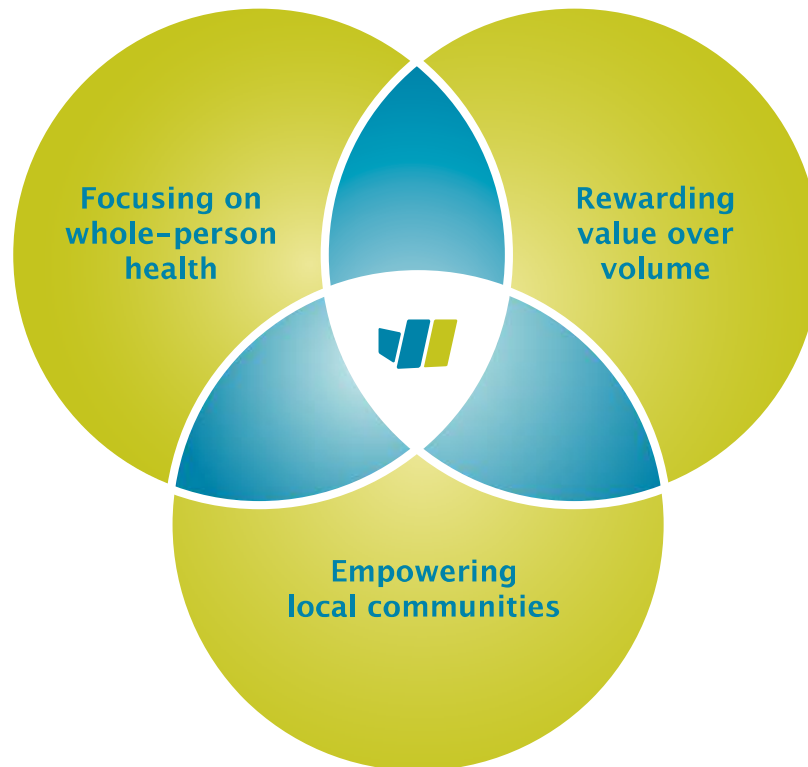 Focusing on
whole-person
health
Rewarding
value over
volume
Empowering
local communities